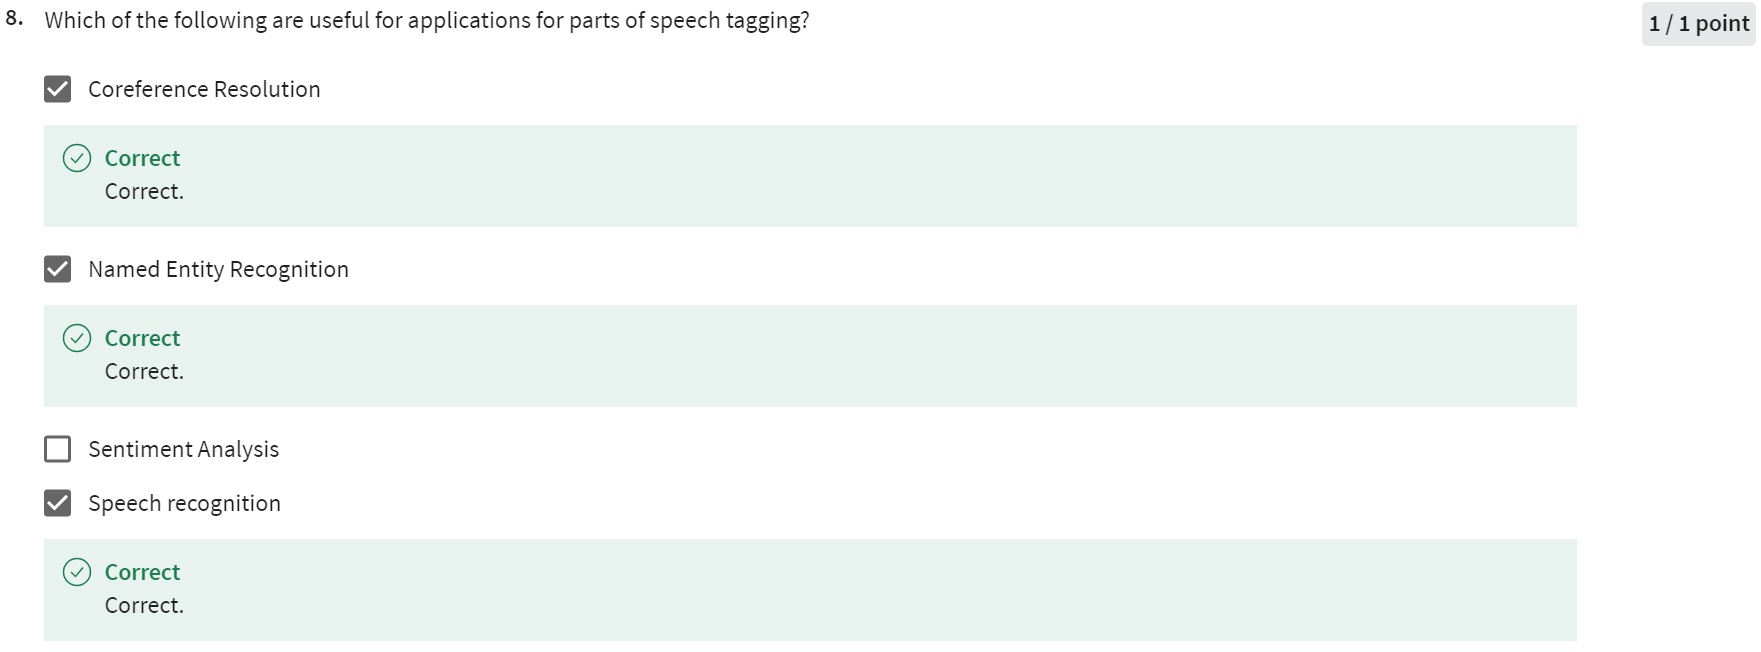 8. Which of the following are useful for applications for parts of speech tagging?
1 / 1 point
Coreference Resolution
Correct
Correct.
Named Entity Recognition
Correct
Correct.
Sentiment Analysis
Speech recognition
Correct
Correct.